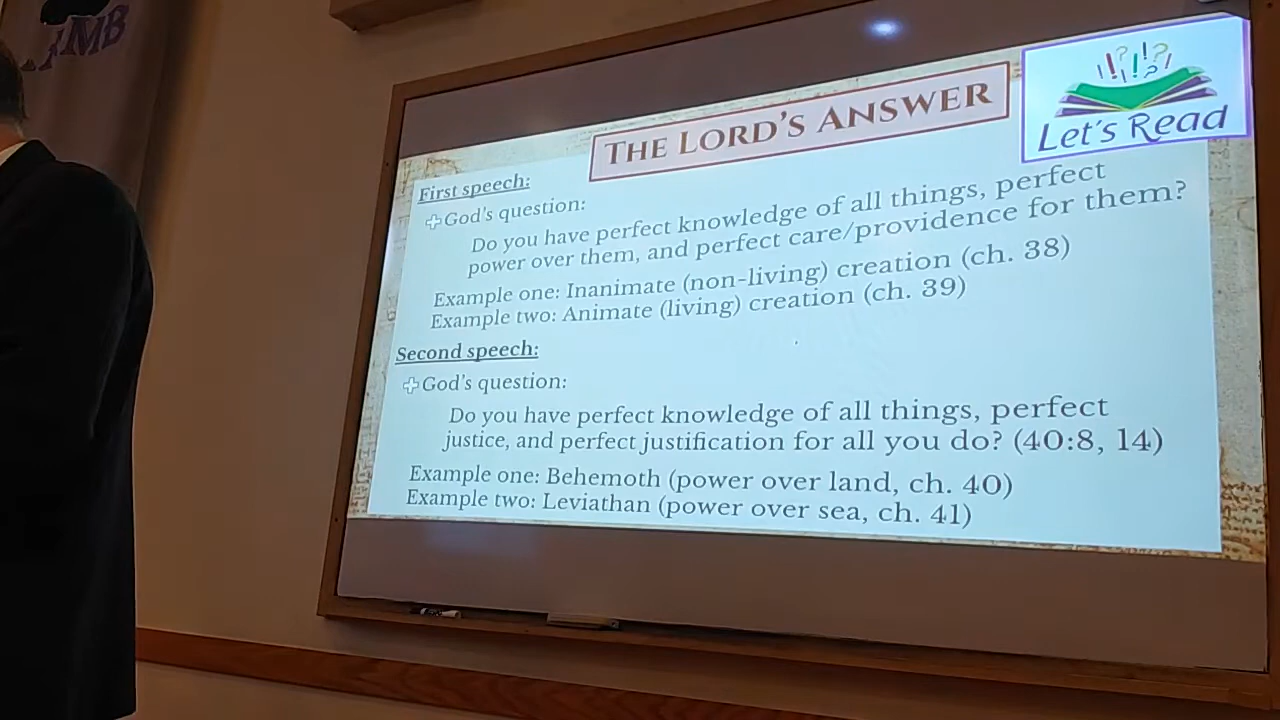 MB
THE LORD'S ANSWER
Let's Read
First speech:
God's question:
Do you have perfect knowledge of all things, perfect
power over them, and perfect care/providence for them?
Example one: Inanimate (non-living) creation (ch. 38)
Example two: Animate (living) creation (ch. 39)
Second speech:
God's question:
Do you have perfect knowledge of all things, perfect
justice, and perfect justification for all you do? (40:8, 14)
Example one: Behemoth (power over land, ch. 40)
Example two: Leviathan (power over sea, ch. 41)